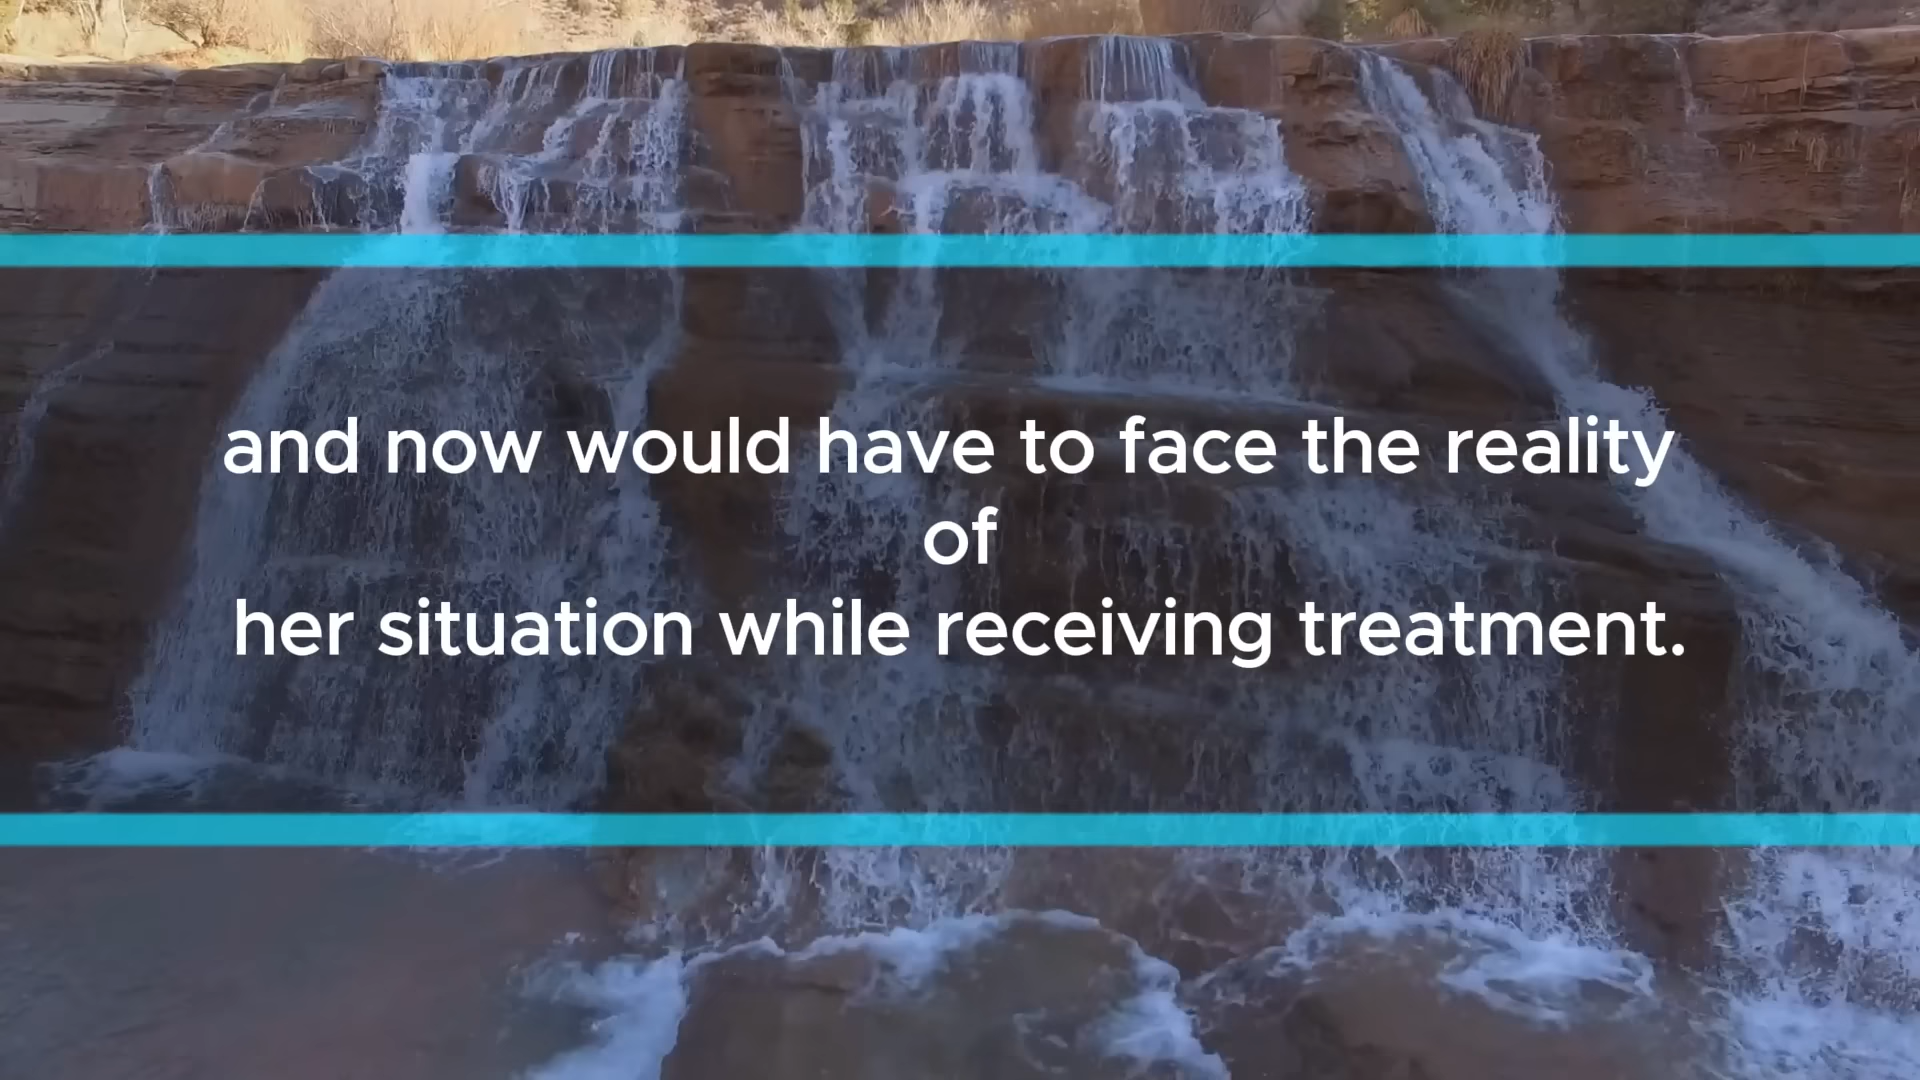 and now would have to face the reality
of
her situation while receiving treatment.